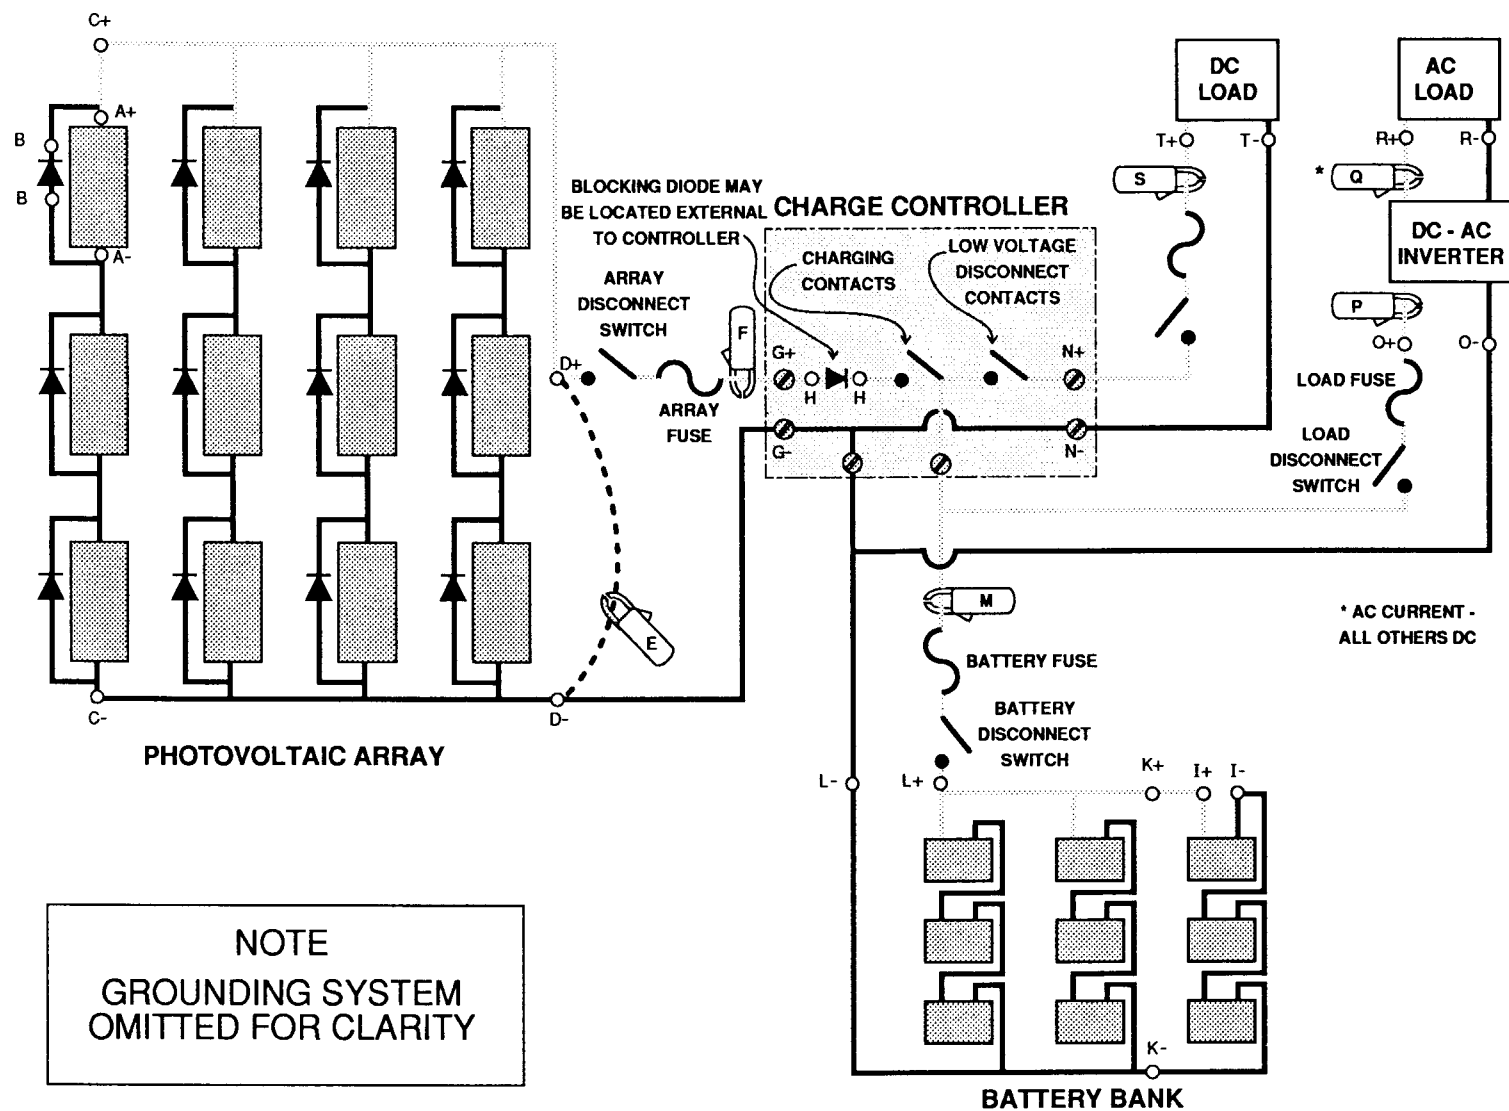 C+
A+
B
B
A-
C-
PHOTOVOLTAIC ARRAY
BLOCKING DIODE MAY
BE LOCATED EXTERNAL
TO CONTROLLER
ARRAY
DISCONNECT
SWITCH
D+
ARRAY
FUSE
F
E
D-
CHARGE CONTROLLER
CHARGING
CONTACTS
LOW VOLTAGE
DISCONNECT
CONTACTS
G+
H
H
G-
N+
N-
DC
LOAD
T+
T-
S
AC
LOAD
R+
R-
* Q
DC - AC
INVERTER
P
O+
O-
LOAD FUSE
LOAD
DISCONNECT
SWITCH
M
BATTERY FUSE
BATTERY
DISCONNECT
SWITCH
L-
L+
K+
I+
I-
K-
BATTERY BANK
* AC CURRENT -
ALL OTHERS DC
NOTE
GROUNDING SYSTEM
OMITTED FOR CLARITY